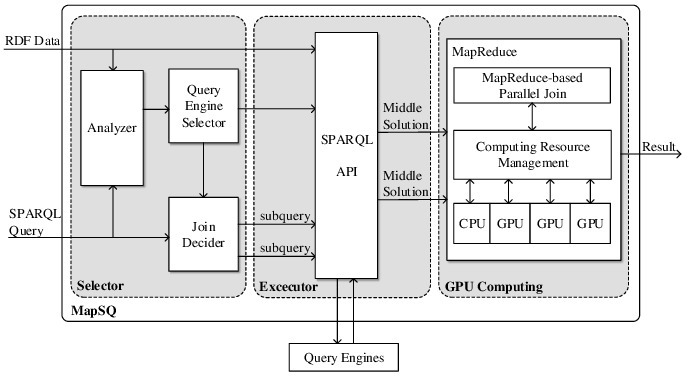 RDF Data
MapReduce
MapReduce-based
Parallel Join
Query
Engine
Selector
Analyzer
Middle
Solution
SPARQL
API
Computing Resource
Management
Result
Middle
Solution
SPARQL
Query
Join
Decider
subquery
subquery
CPU
GPU
GPU
GPU
Selector
Excecutor
GPU Computing
MapSQ
Query Engines